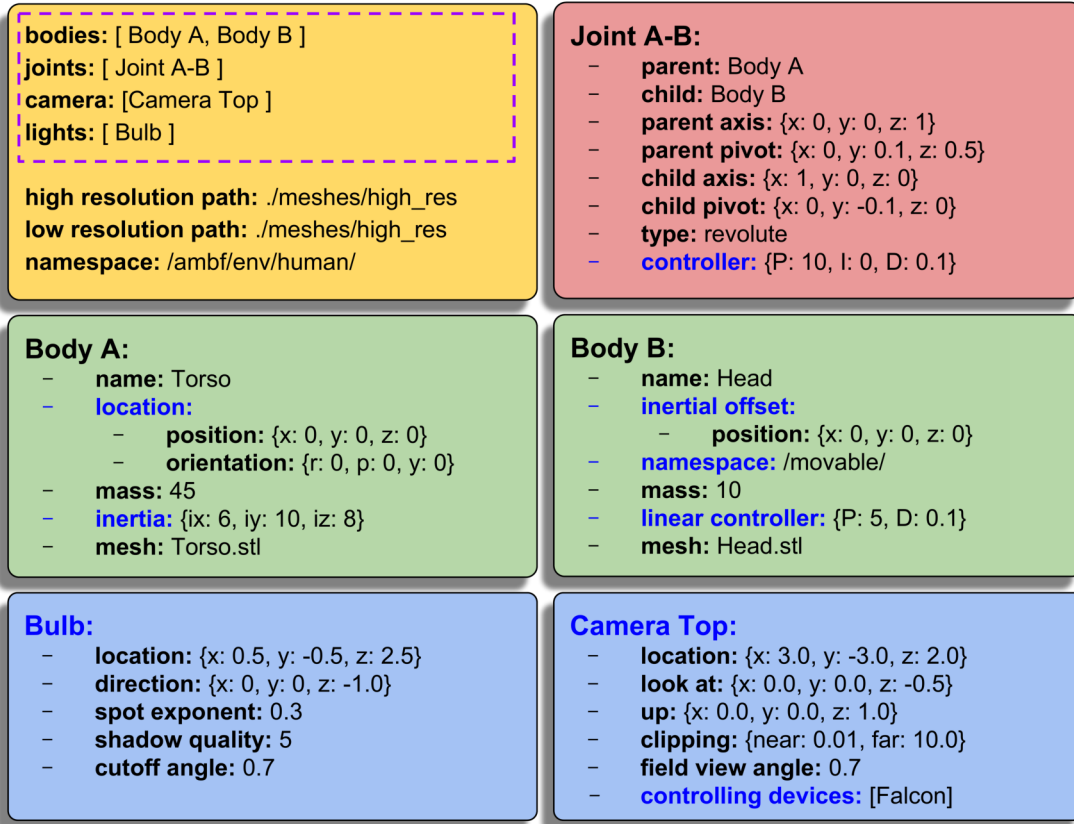 bodies: [ Body A, Body B ]
joints: [ Joint A-B ]
camera: [Camera Top ]
lights: [ Bulb ]
high resolution path: ./meshes/high_res
low resolution path: ./meshes/high_res
namespace: /ambf/env/human/
Joint A-B:
- parent: Body A
- child: Body B
- parent axis: {x: 0, y: 0, z: 1}
- parent pivot: {x: 0, y: 0.1, z: 0.5}
- child axis: {x: 1, y: 0, z: 0}
- child pivot: {x: 0, y: -0.1, z: 0}
- type: revolute
- controller: {P: 10, I: 0, D: 0.1}
Body A:
- name: Torso
- location:
- position: {x: 0, y: 0, z: 0}
- orientation: {r: 0, p: 0, y: 0}
- mass: 45
- inertia: {ix: 6, iy: 10, iz: 8}
- mesh: Torso.stl
Body B:
- name: Head
- inertial offset:
- position: {x: 0, y: 0, z: 0}
- namespace: /movable/
- mass: 10
- linear controller: {P: 5, D: 0.1}
- mesh: Head.stl
Bulb:
- location: {x: 0.5, y: -0.5, z: 2.5}
- direction: {x: 0, y: 0, z: -1.0}
- spot exponent: 0.3
- shadow quality: 5
- cutoff angle: 0.7
Camera Top:
- location: {x: 3.0, y: -3.0, z: 2.0}
- look at: {x: 0.0, y: 0.0, z: -0.5}
- up: {x: 0.0, y: 0.0, z: 1.0}
- clipping: {near: 0.01, far: 10.0}
- field view angle: 0.7
- controlling devices: [Falcon]